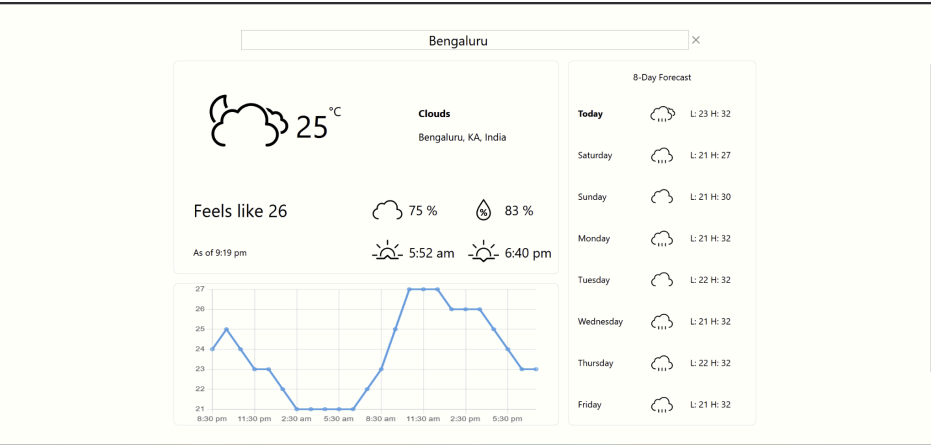 Bengaluru ×
25 °C
Clouds
Bengaluru, KA, India
Feels like 26
75 %
% 83 %
As of 9:19 pm
5:52 am
6:40 pm
27
26
25
24
23
22
21
8:30 pm 11:30 pm 2:30 am 5:30 am 8:30 am 11:30 am 2:30 pm 5:30 pm
8-Day Forecast
Today L: 23 H: 32
Saturday L: 21 H: 27
Sunday L: 21 H: 30
Monday L: 21 H: 32
Tuesday L: 22 H: 32
Wednesday L: 21 H: 32
Thursday L: 22 H: 32
Friday L: 21 H: 32